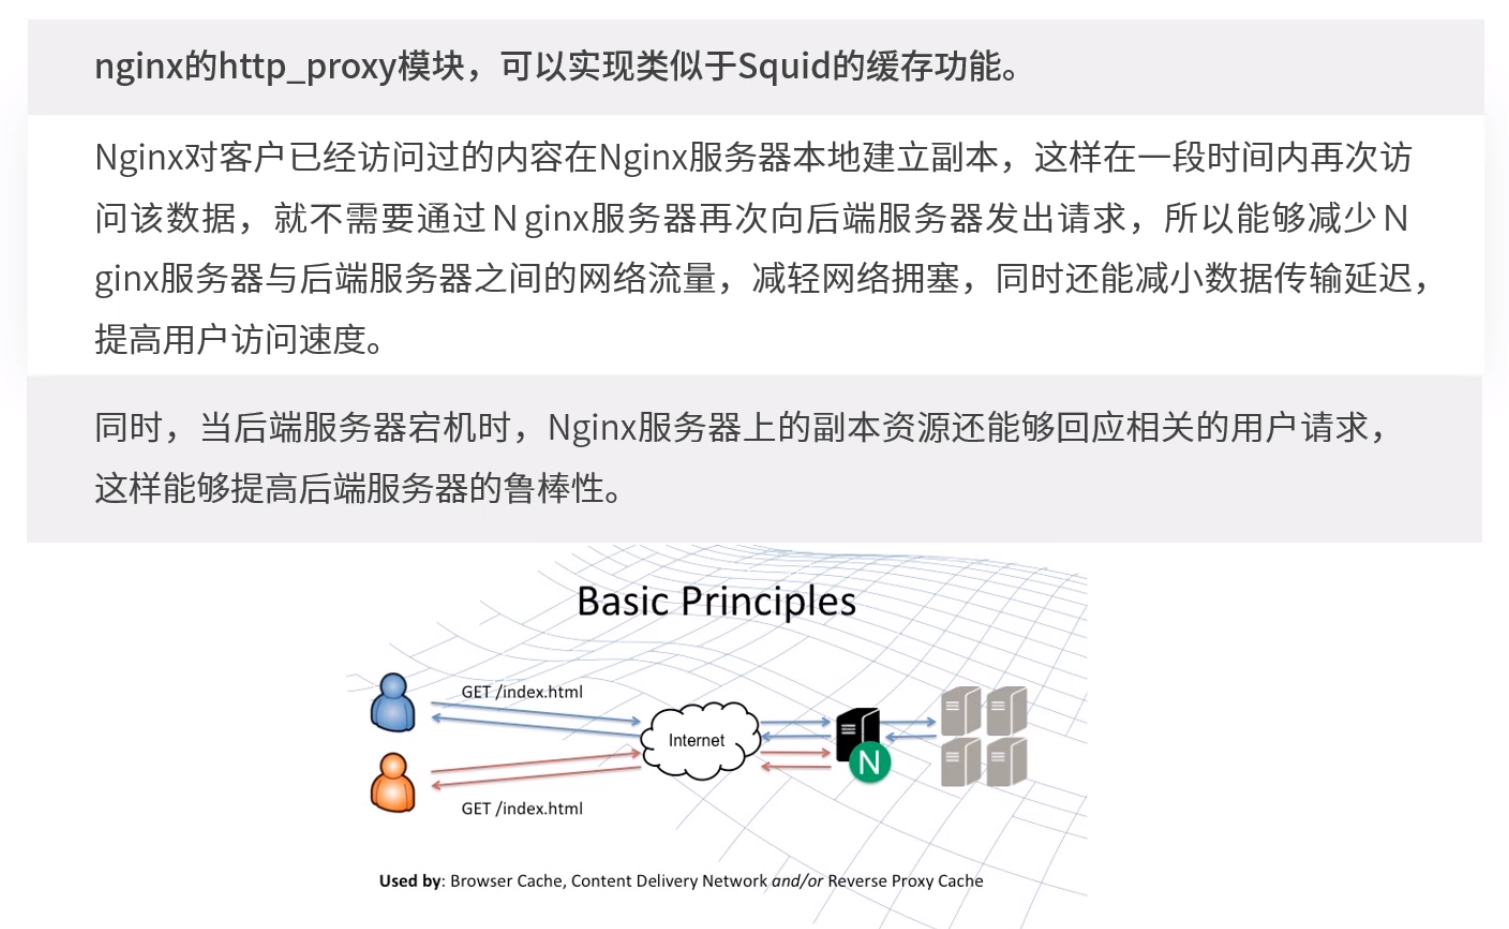 nginx的http_proxy模块，可以实现类似于Squid的缓存功能。
Nginx对客户已经访问过的内容在Nginx服务器本地建立副本，这样在一段时间内再次访
问该数据，就不需要通过N ginx服务器再次向后端服务器发出请求，所以能够减少 N
ginx服务器与后端服务器之间的网络流量，减轻网络拥塞，同时还能减小数据传输延迟，
提高用户访问速度。
同时，当后端服务器宕机时，Nginx服务器上的副本资源还能够回应相关的用户请求，
这样能够提高后端服务器的鲁棒性。
Basic Principles
GET /index.html
Internet
N
GET /index.html
Used by: Browser Cache, Content Delivery Network and/or Reverse Proxy Cache